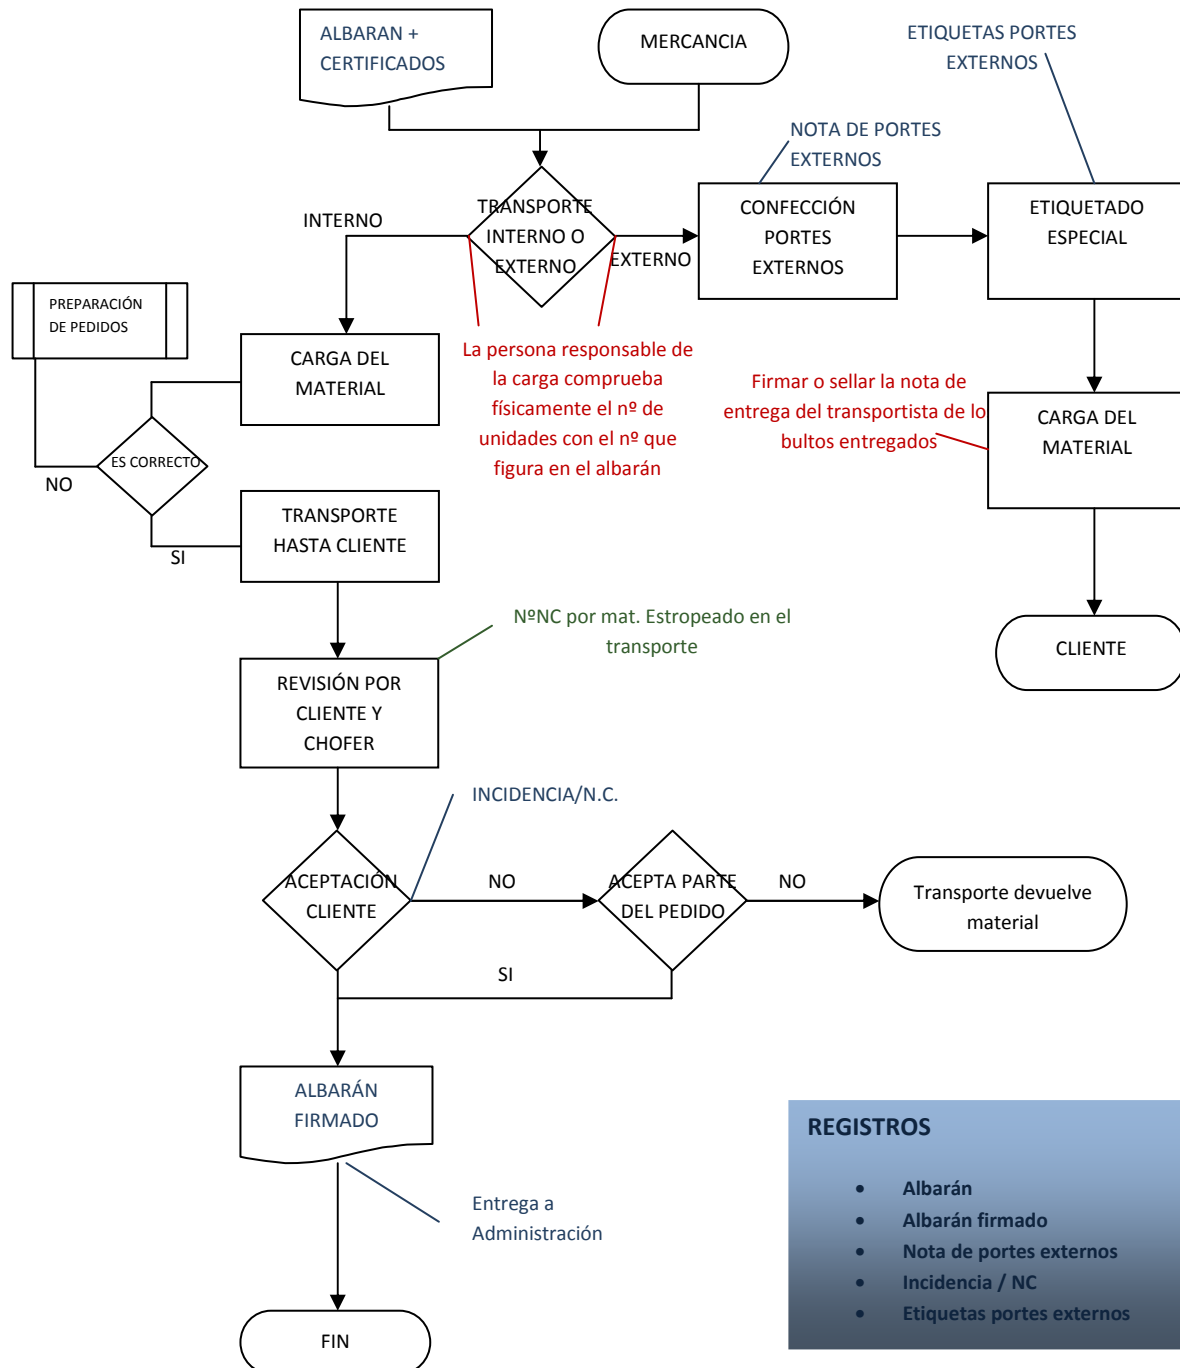 ALBARAN +
CERTIFICADOS
MERCANCIA
ETIQUETAS PORTES
EXTERNOS
NOTA DE PORTES
EXTERNOS
INTERNO
TRANSPORTE
INTERNO O
EXTERNO
EXTERNO
CONFECCIÓN
PORTES
EXTERNOS
ETIQUETADO
ESPECIAL
PREPARACIÓN
DE PEDIDOS
CARGA DEL
MATERIAL
La persona responsable de
la carga comprueba
físicamente el nº de
unidades con el nº que
figura en el albarán
Firmar o sellar la nota de
entrega del transportista de lo
bultos entregados
CARGA DEL
MATERIAL
ES CORRECTO
NO
SI
TRANSPORTE
HASTA CLIENTE
NºNC por mat. Estropeado en el
transporte
CLIENTE
REVISIÓN POR
CLIENTE Y
CHOFER
INCIDENCIA/N.C.
ACEPTACIÓN
CLIENTE
NO
ACEPTA PARTE
DEL PEDIDO
NO
Transporte devuelve
material
SI
ALBARÁN
FIRMADO
Entrega a
Administración
FIN
REGISTROS
• Albarán
• Albarán firmado
• Nota de portes externos
• Incidencia / NC
• Etiquetas portes externos